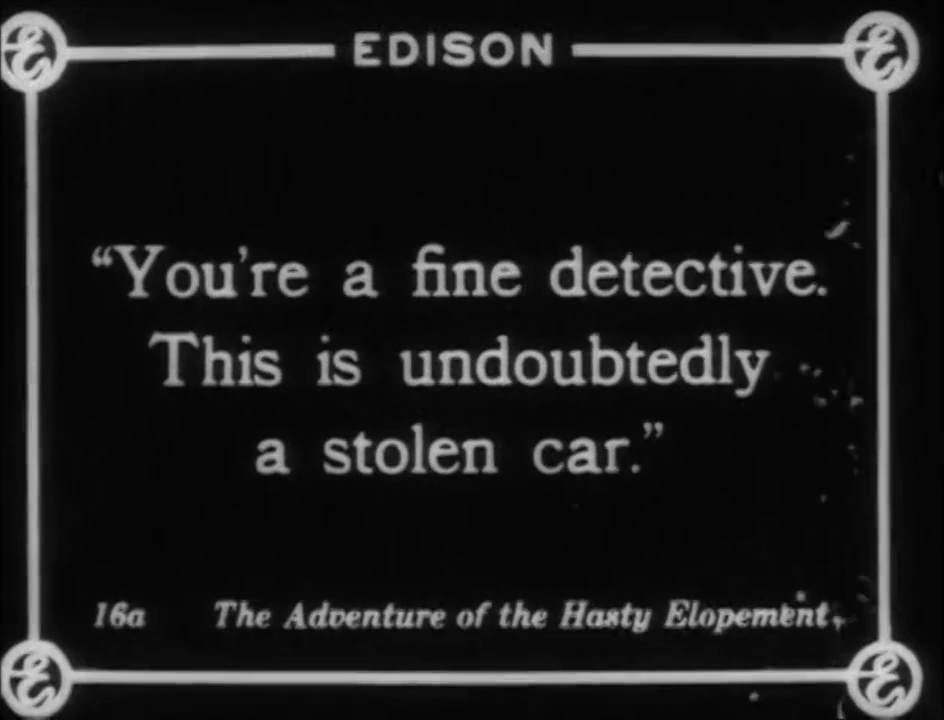 EDISON
“You're a fine detective.
This is undoubtedly
a stolen car.”
16a The Adventure of the Hasty Elopement.